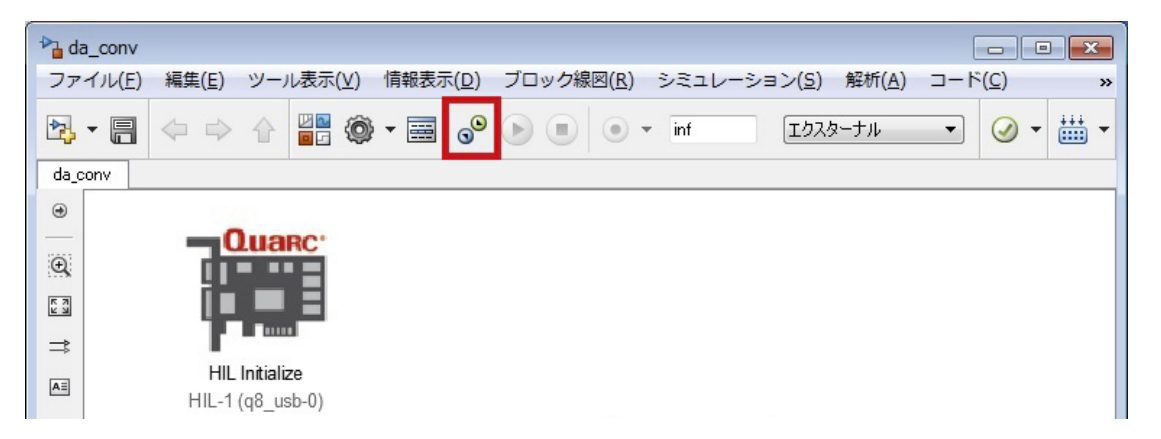 da_conv
ファイル(F) 編集(E) ツール表示(V) 情報表示(D) ブロック線図(R) シミュレーション(S) 解析(A) コード(C) »
inf エクスターナル
da_conv
QUARC
HIL Initialize
HIL-1 (q8_usb-0)